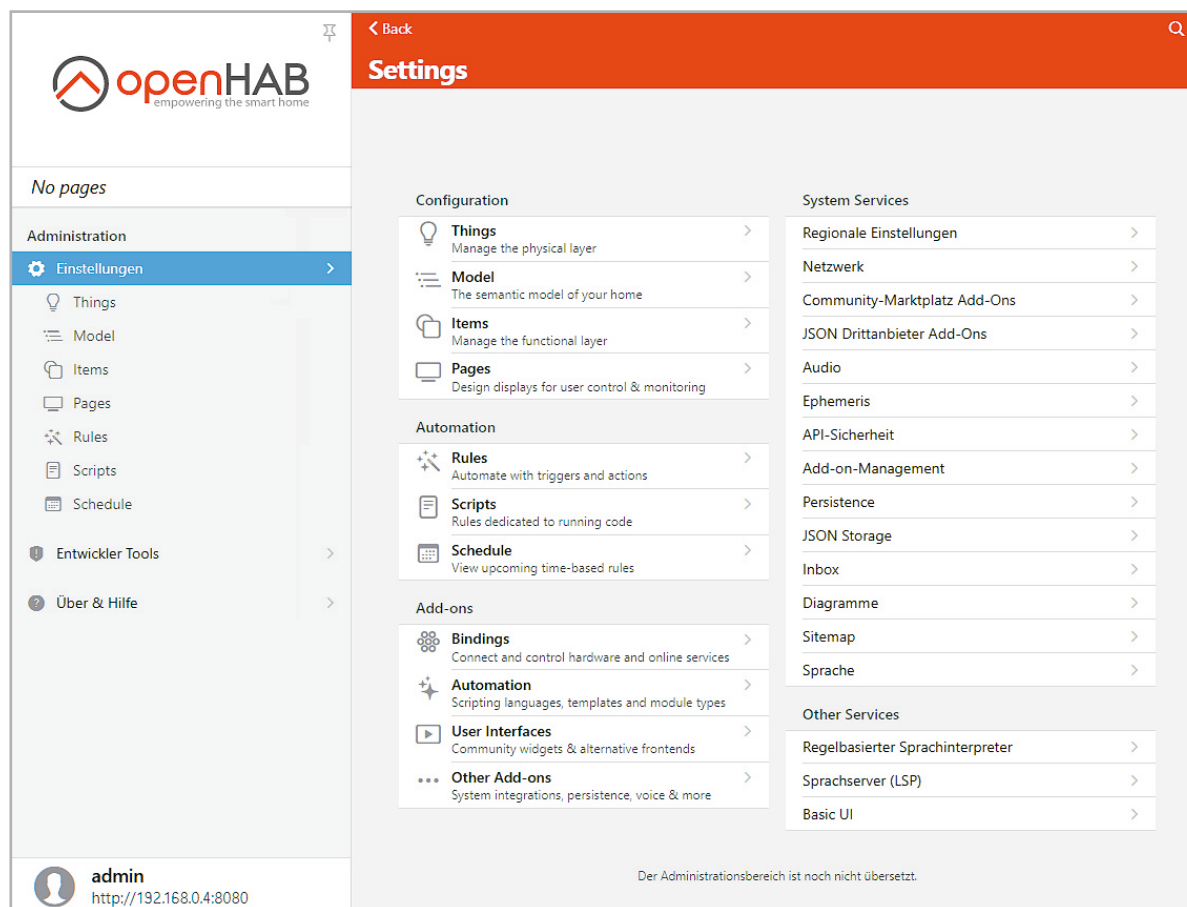 openHAB
empowering the smart home
No pages
Administration
Einstellungen
Things
Model
Items
Pages
Rules
Scripts
Schedule
Entwickler Tools
Über & Hilfe
admin
http://192.168.0.4:8080
Back
Settings
Configuration
Things
Manage the physical layer
Model
The semantic model of your home
Items
Manage the functional layer
Pages
Design displays for user control & monitoring
Automation
Rules
Automate with triggers and actions
Scripts
Rules dedicated to running code
Schedule
View upcoming time-based rules
Add-ons
Bindings
Connect and control hardware and online services
Automation
Scripting languages, templates and module types
User Interfaces
Community widgets & alternative frontends
Other Add-ons
System integrations, persistence, voice & more
System Services
Regionale Einstellungen
Netzwerk
Community-Marktplatz Add-Ons
JSON Drittanbieter Add-Ons
Audio
Ephemeris
API-Sicherheit
Add-on-Management
Persistence
JSON Storage
Inbox
Diagramme
Sitemap
Sprache
Other Services
Regelbasierter Sprachinterpreter
Sprachserver (LSP)
Basic UI
Der Administrationsbereich ist noch nicht übersetzt.